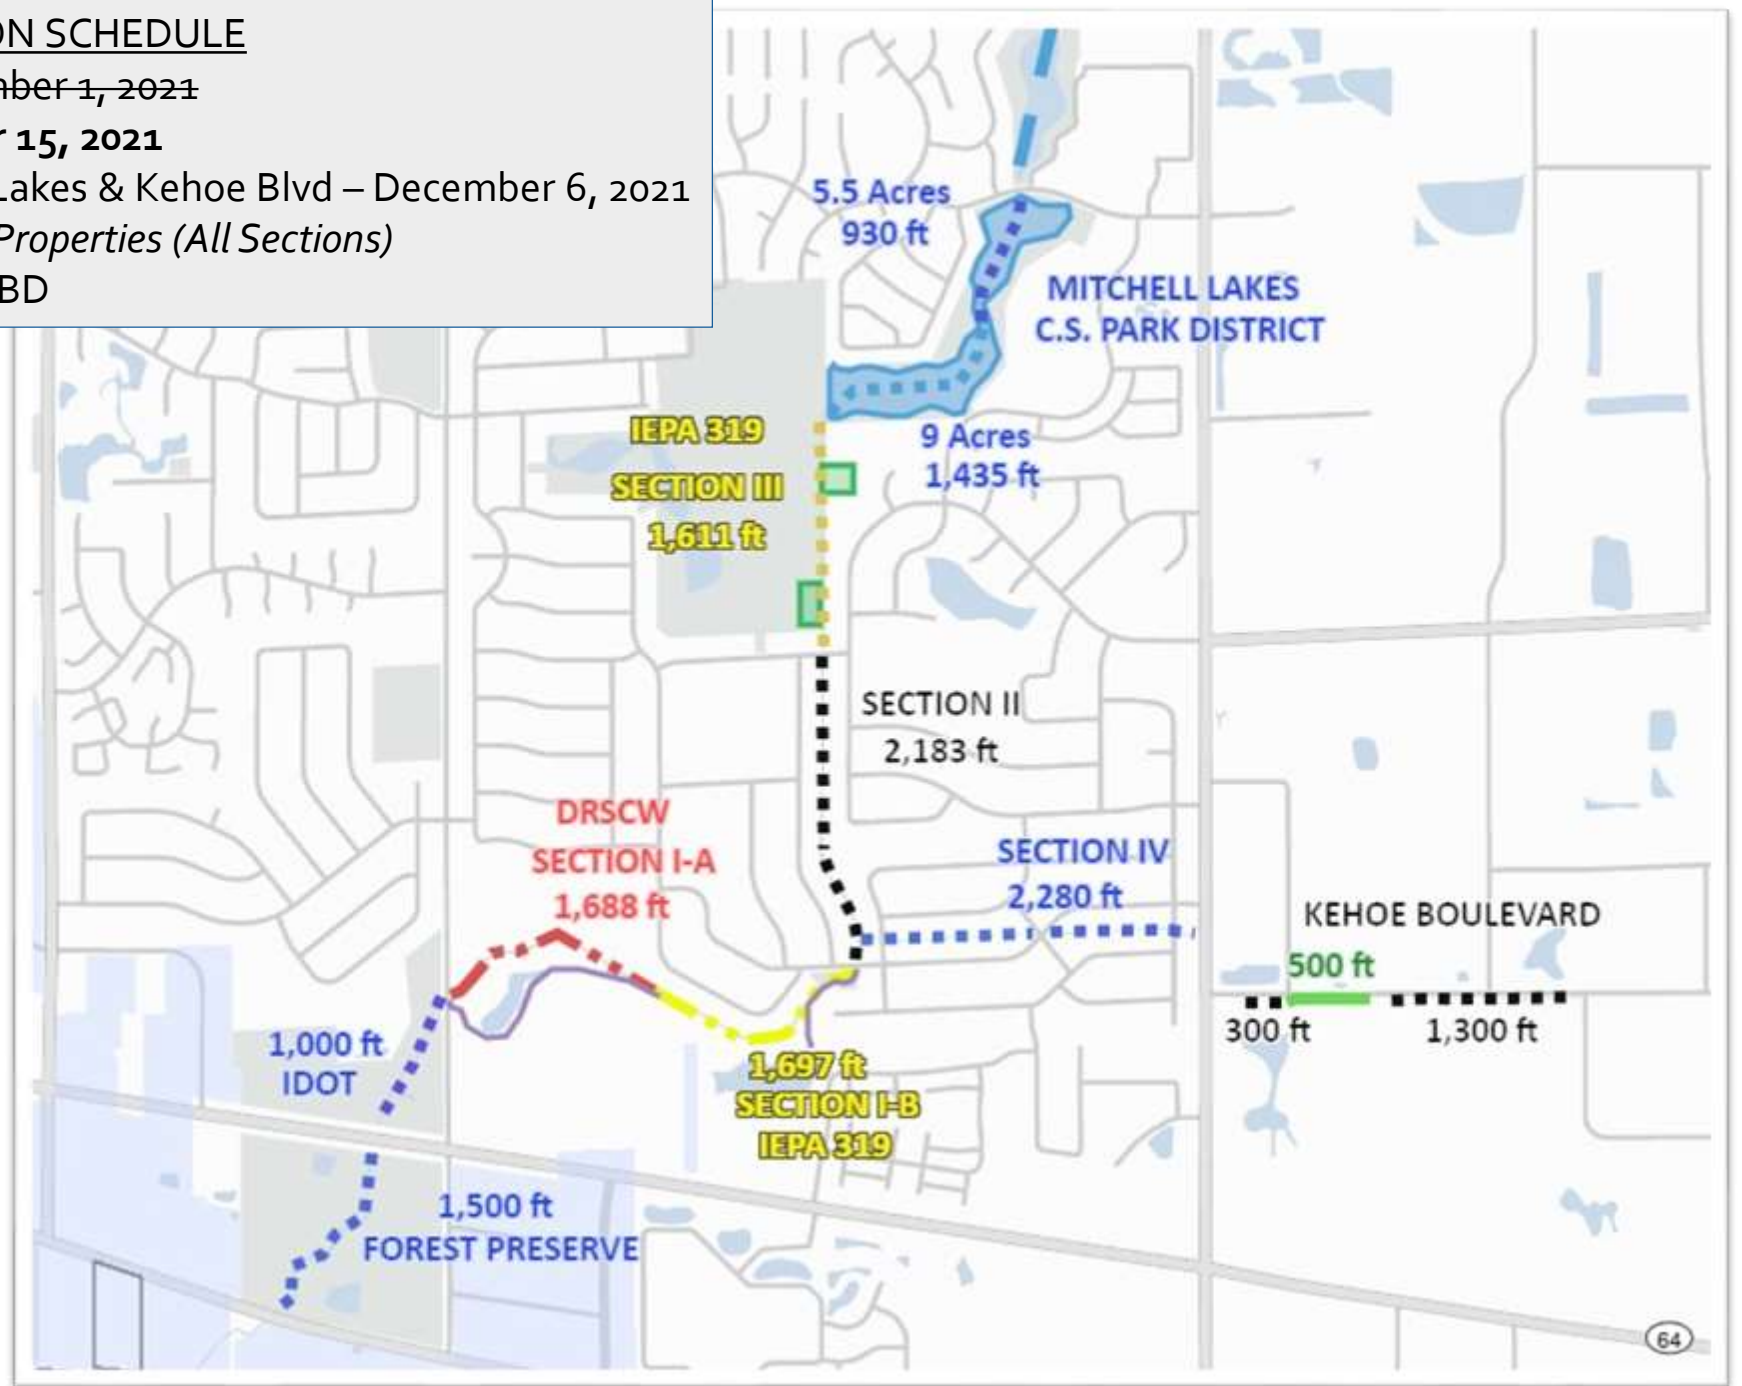 ON SCHEDULE
mber 1, 2021
r 15, 2021
Lakes & Kehoe Blvd – December 6, 2021
Properties (All Sections)
BD
5.5 Acres
930 ft
MITCHELL LAKES
C.S. PARK DISTRICT
IEPA 319
SECTION III
1,611 ft
9 Acres
1,435 ft
SECTION II
2,183 ft
DRSCW
SECTION I-A
1,688 ft
SECTION IV
2,280 ft
KEHOE BOULEVARD
500 ft
300 ft
1,300 ft
1,000 ft
IDOT
1,697 ft
SECTION I-B
IEPA 319
1,500 ft
FOREST PRESERVE
64